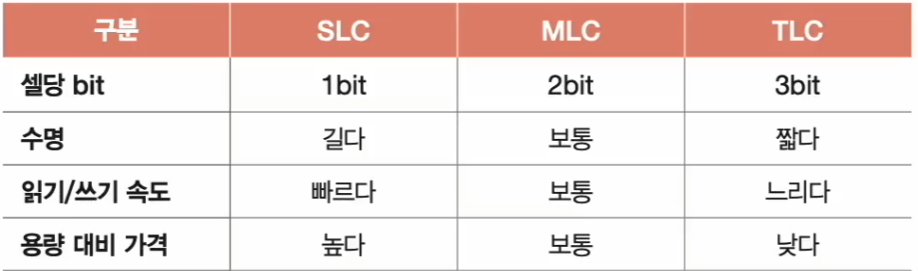 구분 SLC MLC TLC
셀당 bit 1bit 2bit 3bit
수명 길다 보통 짧다
읽기/쓰기 속도 빠르다 보통 느리다
용량 대비 가격 높다 보통 낮다